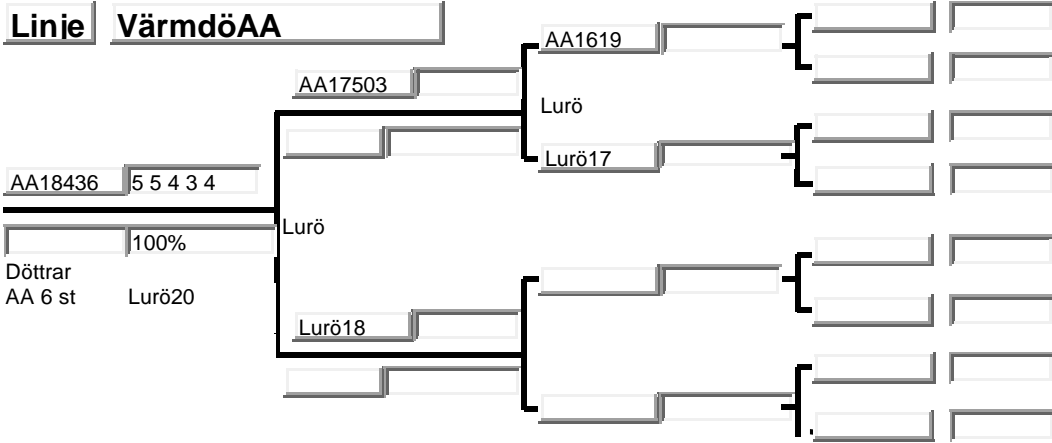 Linje VärmdöAA
AA1619
AA17503
Lurö
Lurö17
AA18436 5 5 4 3 4
Lurö
100%
Döttrar
AA 6 st Lurö20
Lurö18